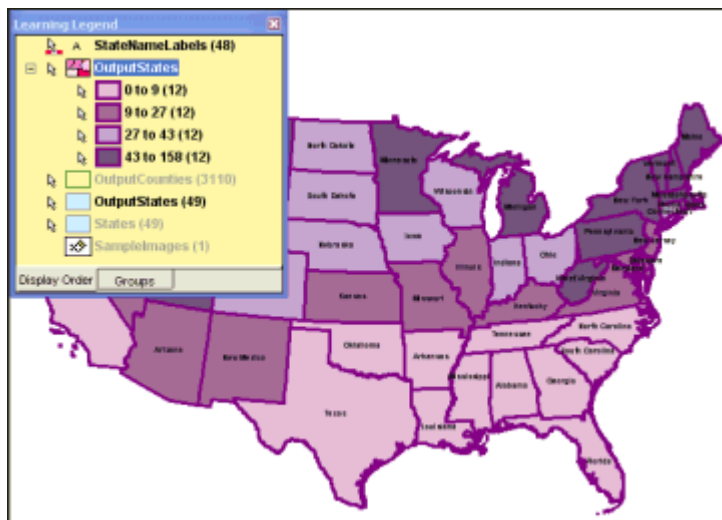 Learning Legend
A StateNameLabels (48)
OutputStates
0 to 9 (12)
9 to 27 (12)
27 to 43 (12)
43 to 158 (12)
OutputCounties (3110)
OutputStates (49)
States (49)
SampleImages (1)
Display Order Groups
Maine
North Dakota
Minnesota
Vermont
New Hampshire
Massachusetts
Wisconsin
South Dakota
Michigan
New York
Connecticut
Pennsylvania
Iowa
Nebraska
Ohio
New Jersey
Illinois
Indiana
West Virginia
Virginia
Kansas
Missouri
Kentucky
North Carolina
Tennessee
Arizona
New Mexico
Oklahoma
Arkansas
South Carolina
Mississippi
Alabama
Georgia
Texas
Louisiana
Florida